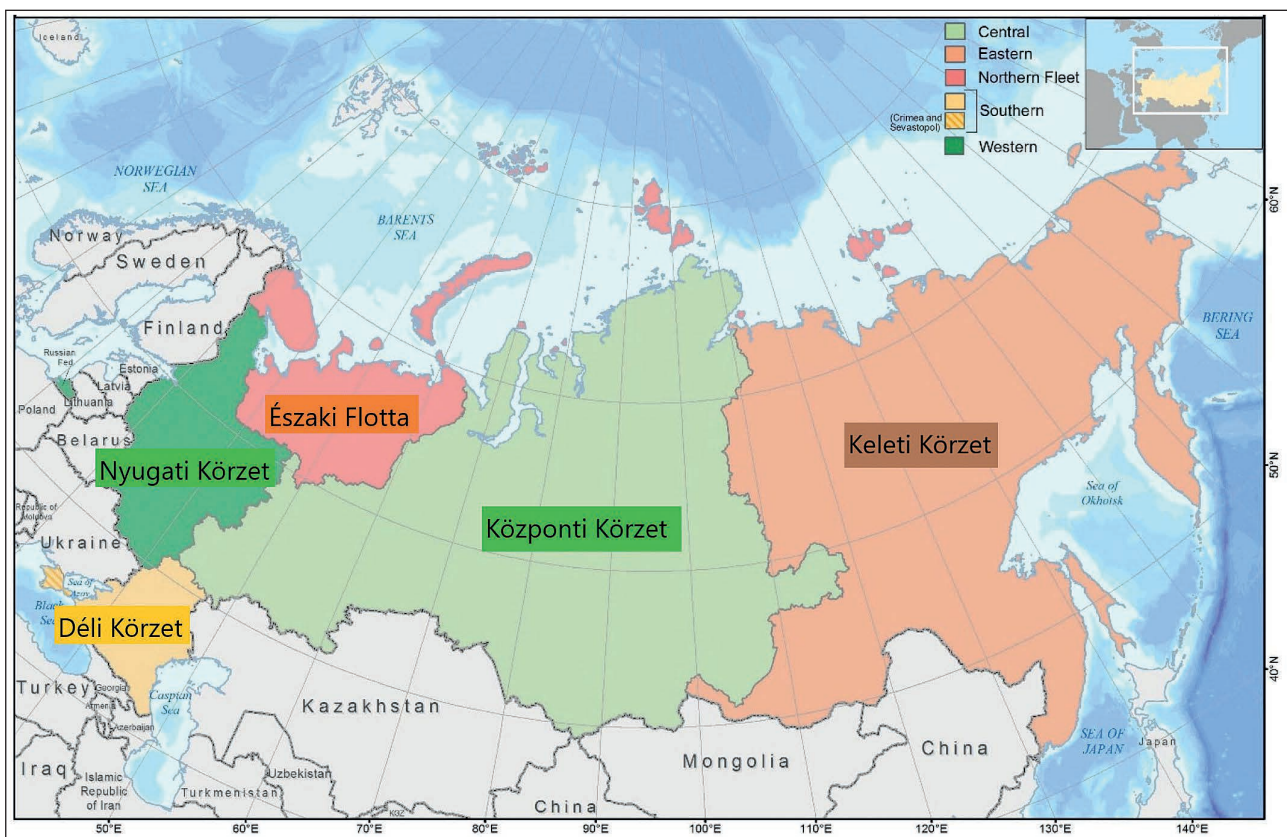 Iceland
Central
Eastern
Northern Fleet
Southern
(Crimea and
Sevastopol)
Western
NORWEGIAN
SEA
BARENTS
SEA
60°N
Norway
Sweden
Finland
BERING
SEA
Russian
Fed.
Estonia
Latvia
Lithuania
Poland
Belarus
Északi Flotta
Keleti Körzet
Nyugati Körzet
50°N
Sea of
Okhotsk
Republic of
Moldova
Központi Körzet
Ukraine
Sea of
Azov
Black
Sea
Déli Körzet
40°N
Turkey
Georgia
Armenia
Azerbaijan
Caspian
Sea
Kazakhstan
SEA OF
JAPAN
Japan
China
Mongolia
Iraq
Islamic
Republic
of Iran
Uzbekistan
Turkmenistan
KGZ
China
50°E
60°E
70°E
80°E
90°E
100°E
110°E
120°E
130°E
140°E